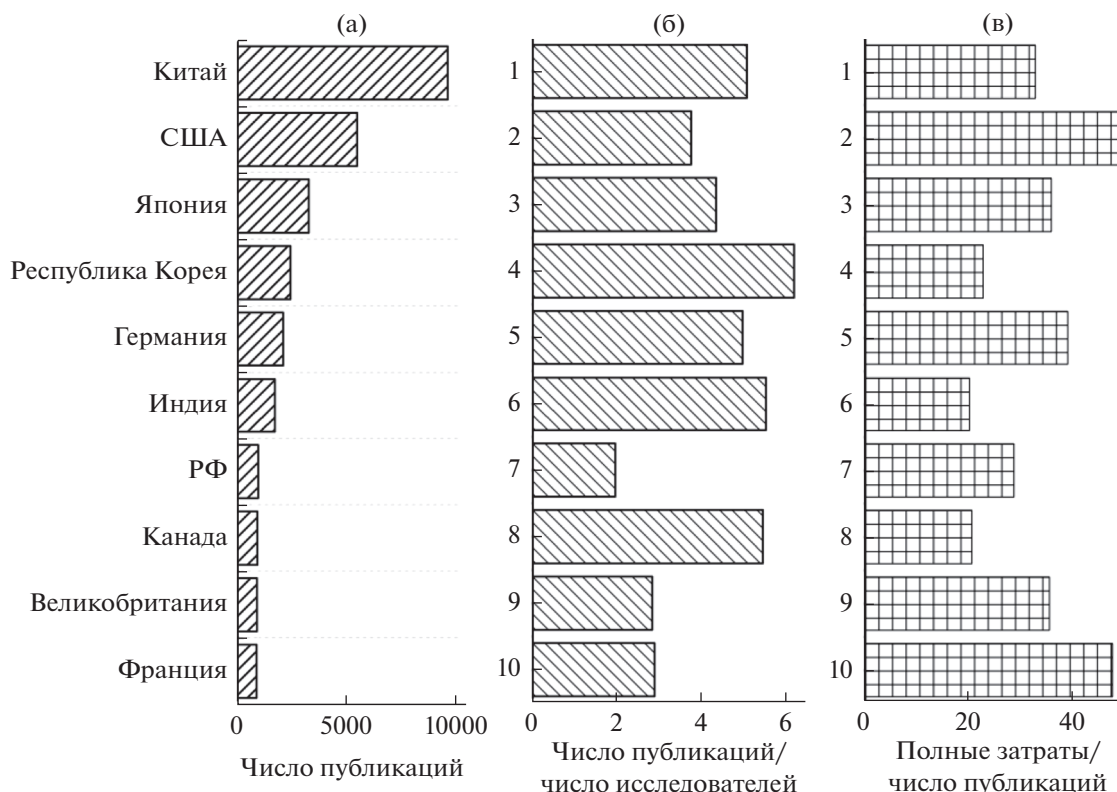 (а)
Китай
США
Япония
Республика Корея
Германия
Индия
РФ
Канада
Великобритания
Франция
0 5000 10000
Число публикаций
(б)
1
2
3
4
5
6
7
8
9
10
0 2 4 6
Число публикаций/
число исследователей
(в)
1
2
3
4
5
6
7
8
9
10
0 20 40
Полные затраты/
число публикаций